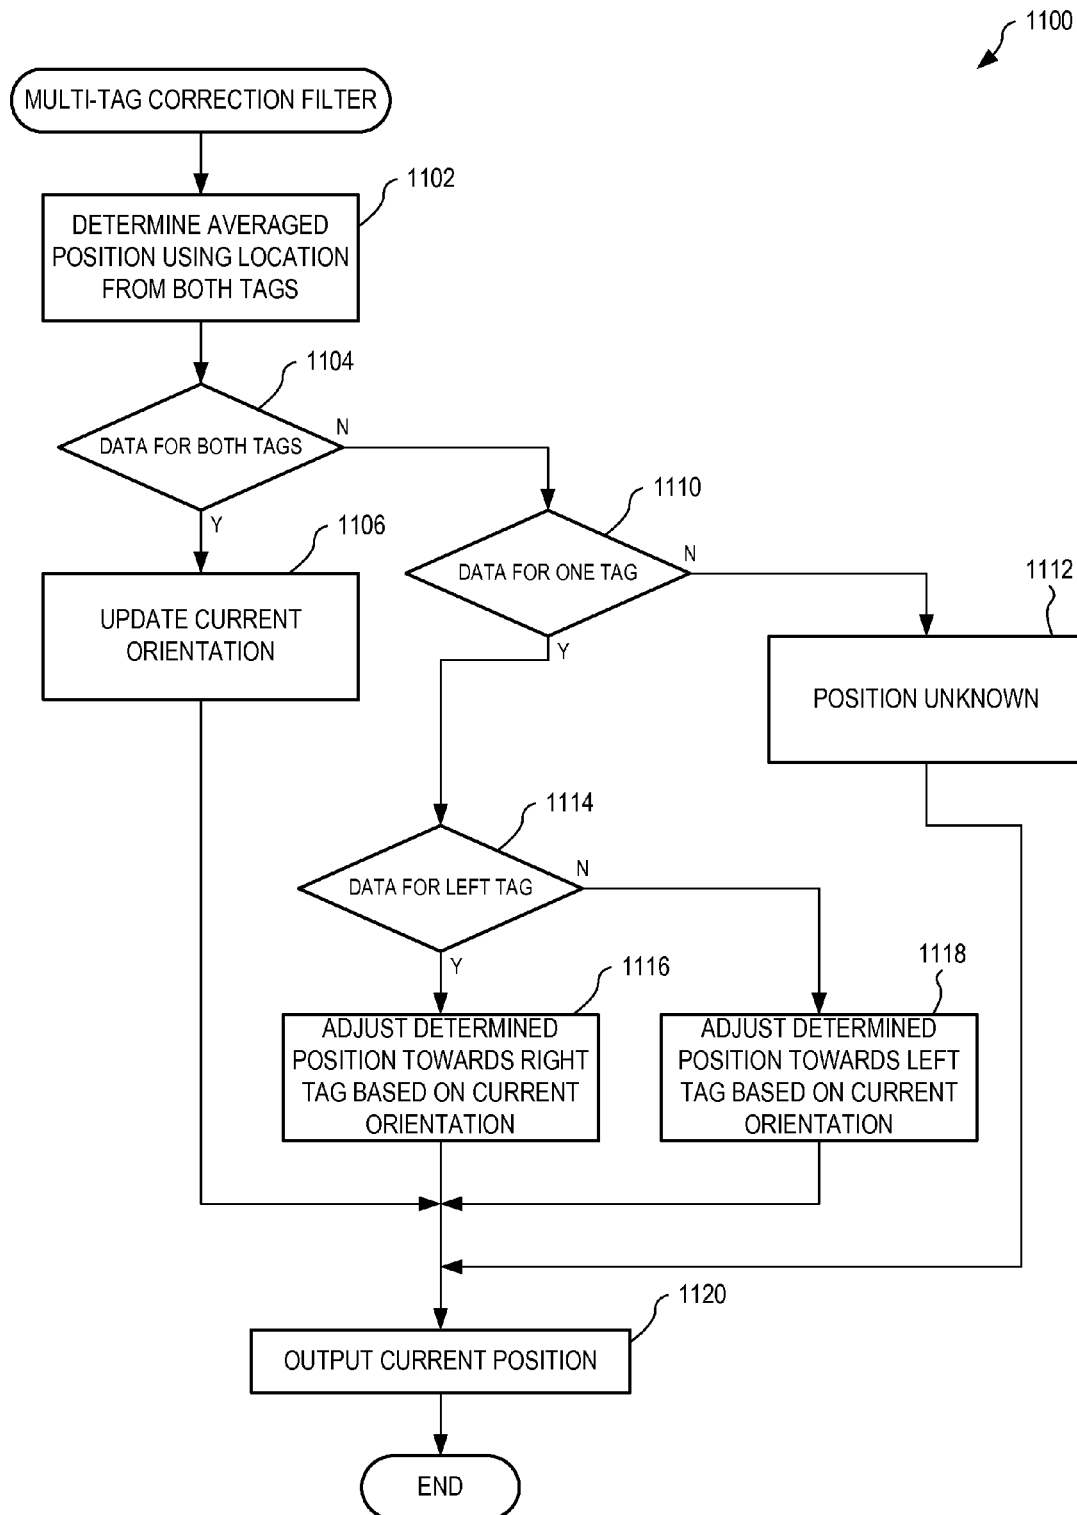 1100
MULTI-TAG CORRECTION FILTER
1102
DETERMINE AVERAGED
POSITION USING LOCATION
FROM BOTH TAGS
1104
DATA FOR BOTH TAGS
N
Y
1106
UPDATE CURRENT
ORIENTATION
1110
DATA FOR ONE TAG
N
Y
1112
POSITION UNKNOWN
1114
DATA FOR LEFT TAG
N
Y
1116
ADJUST DETERMINED
POSITION TOWARDS RIGHT
TAG BASED ON CURRENT
ORIENTATION
1118
ADJUST DETERMINED
POSITION TOWARDS LEFT
TAG BASED ON CURRENT
ORIENTATION
1120
OUTPUT CURRENT POSITION
END